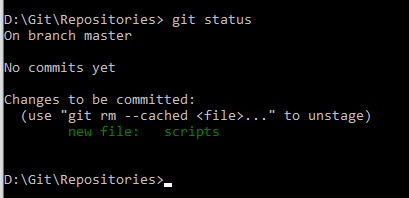 D:\Git\Repositories> git status
On branch master
No commits yet
Changes to be committed:
  (use "git rm --cached <file>..." to unstage)
        new file:   scripts
D:\Git\Repositories>